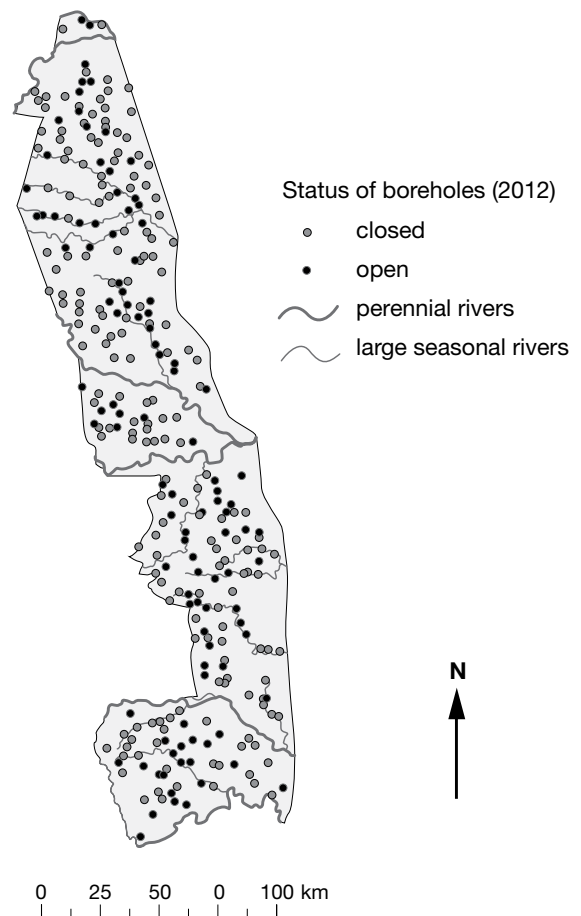 Status of boreholes (2012)
closed
open
perennial rivers
large seasonal rivers
N
0 25 50 0 100 km